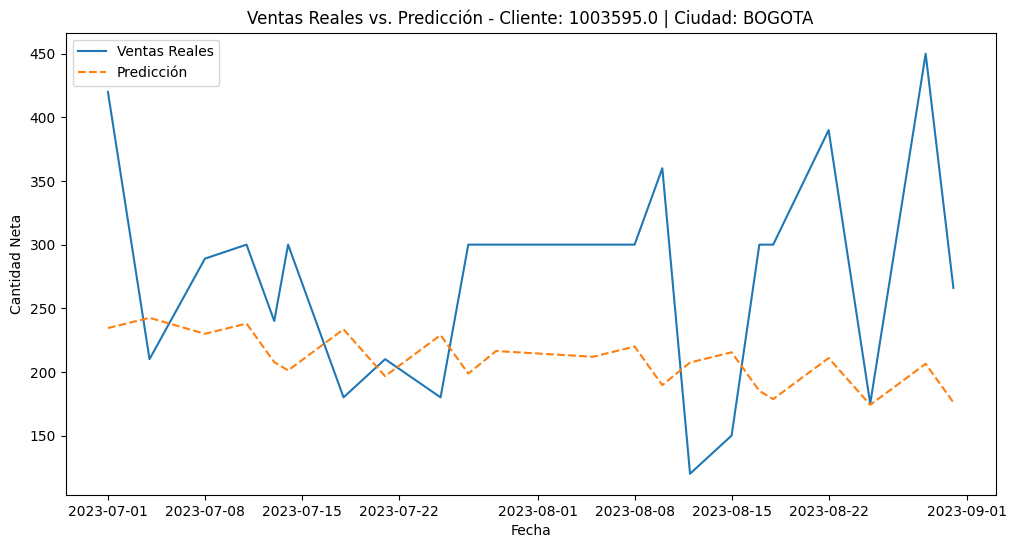 Ventas Reales vs. Predicción - Cliente: 1003595.0 | Ciudad: BOGOTA
Ventas Reales
Predicción
Cantidad Neta
450
400
350
300
250
200
150
2023-07-01 2023-07-08 2023-07-15 2023-07-22 2023-08-01 2023-08-08 2023-08-15 2023-08-22 2023-09-01
Fecha